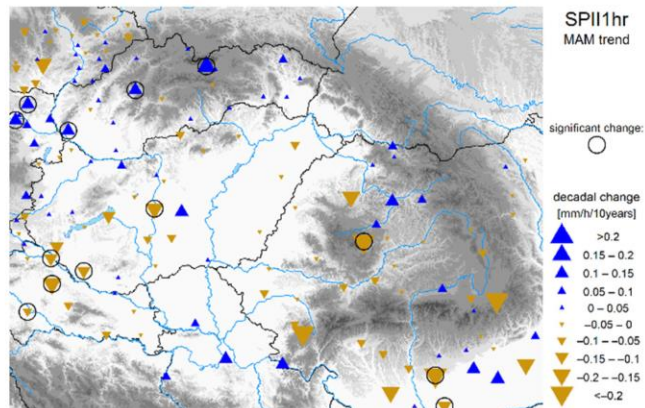 SPII1hr
MAM trend
significant change:
decadal change
[mm/h/10years]
>0.2
0.15 – 0.2
0.1 – 0.15
0.05 – 0.1
0 – 0.05
−0.05 – 0
−0.1 – −0.05
−0.15 – −0.1
−0.2 – −0.15
<−0.2